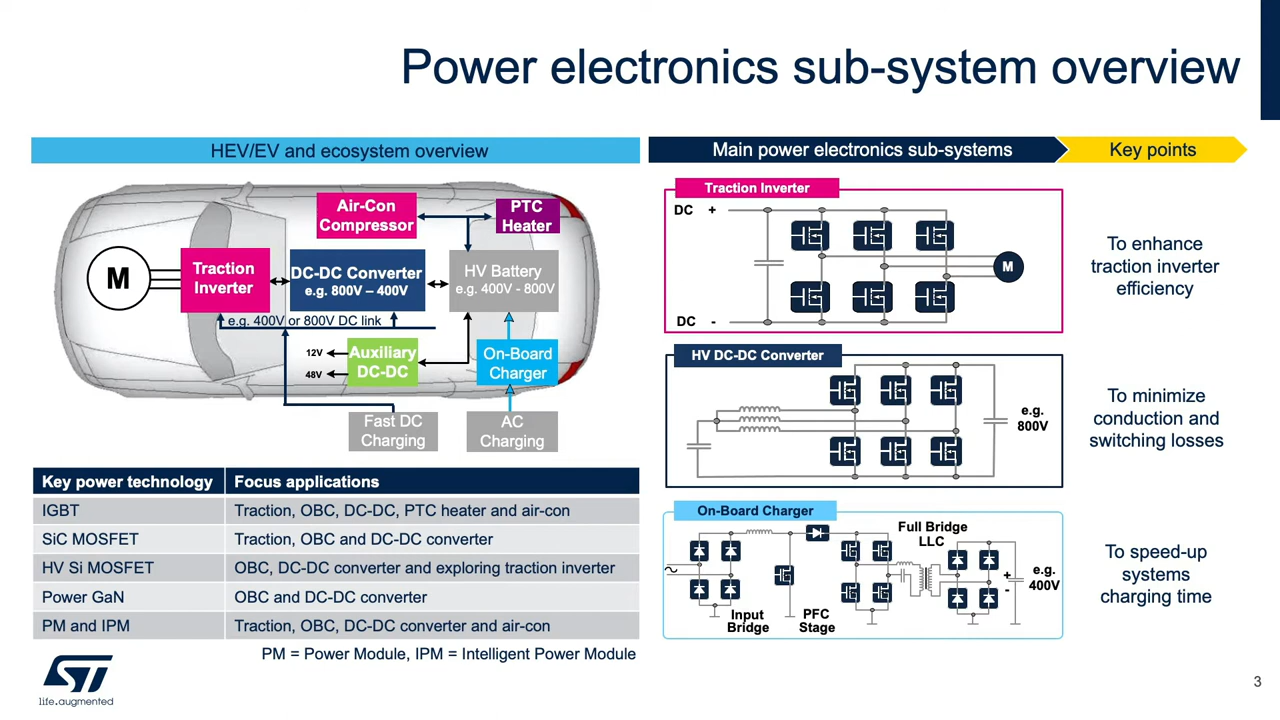 Power electronics sub-system overview
HEV/EV and ecosystem overview
Air-Con
Compressor
PTC
Heater
M
Traction
Inverter
DC-DC Converter
e.g. 800V – 400V
HV Battery
e.g. 400V - 800V
e.g. 400V or 800V DC link
12V
48V
Auxiliary
DC-DC
On-Board
Charger
Fast DC
Charging
AC
Charging
Key power technology Focus applications
IGBT Traction, OBC, DC-DC, PTC heater and air-con
SiC MOSFET Traction, OBC and DC-DC converter
HV Si MOSFET OBC, DC-DC converter and exploring traction inverter
Power GaN OBC and DC-DC converter
PM and IPM Traction, OBC, DC-DC converter and air-con
PM = Power Module, IPM = Intelligent Power Module
Main power electronics sub-systems
Key points
Traction Inverter
DC +
M
DC -
To enhance
traction inverter
efficiency
HV DC-DC Converter
e.g.
800V
To minimize
conduction and
switching losses
On-Board Charger
Full Bridge
LLC
+
-
e.g.
400V
Input
Bridge
PFC
Stage
To speed-up
systems
charging time
ST
life.augmented
3